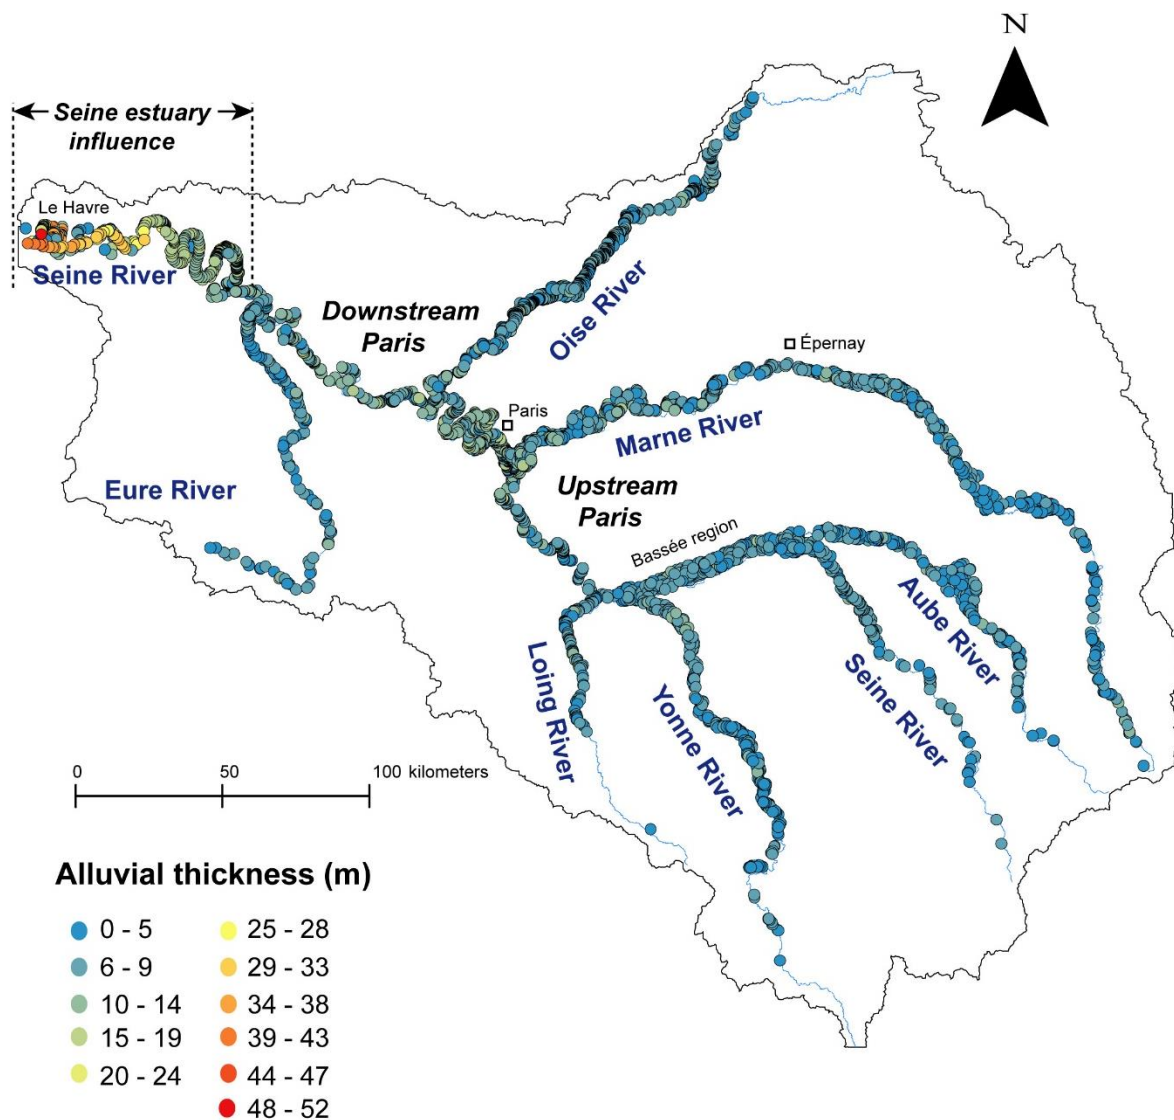 N
Seine estuary
influence
Le Havre
Seine River
Downstream
Paris
Oise River
Épernay
Paris
Marne River
Eure River
Upstream
Paris
Bassée region
Aube River
Loing River
Yonne River
Seine River
0 50 100 kilometers
Alluvial thickness (m)
0 - 5
6 - 9
10 - 14
15 - 19
20 - 24
25 - 28
29 - 33
34 - 38
39 - 43
44 - 47
48 - 52